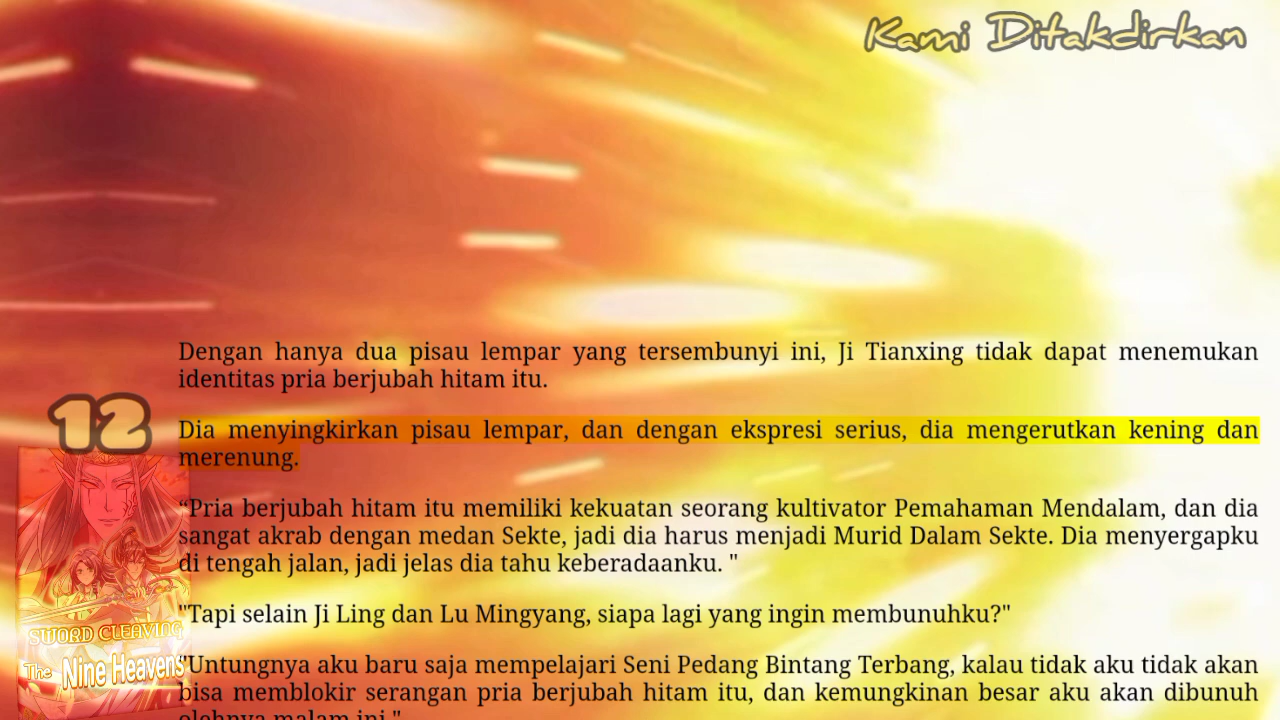 Kami Ditakdirkan
Dengan hanya dua pisau lempar yang tersembunyi ini, Ji Tianxing tidak dapat menemukan
identitas pria berjubah hitam itu.
12
Dia menyingkirkan pisau lempar, dan dengan ekspresi serius, dia mengerutkan kening dan
merenung.
“Pria berjubah hitam itu memiliki kekuatan seorang kultivator Pemahaman Mendalam, dan dia
sangat akrab dengan medan Sekte, jadi dia harus menjadi Murid Dalam Sekte. Dia menyergapku
di tengah jalan, jadi jelas dia tahu keberadaanku. "
"Tapi selain Ji Ling dan Lu Mingyang, siapa lagi yang ingin membunuhku?"
SWORD CLEAVING
The Nine Heavens
"Untungnya aku baru saja mempelajari Seni Pedang Bintang Terbang, kalau tidak aku tidak akan
bisa memblokir serangan pria berjubah hitam itu, dan kemungkinan besar aku akan dibunuh
olehnya malam ini."